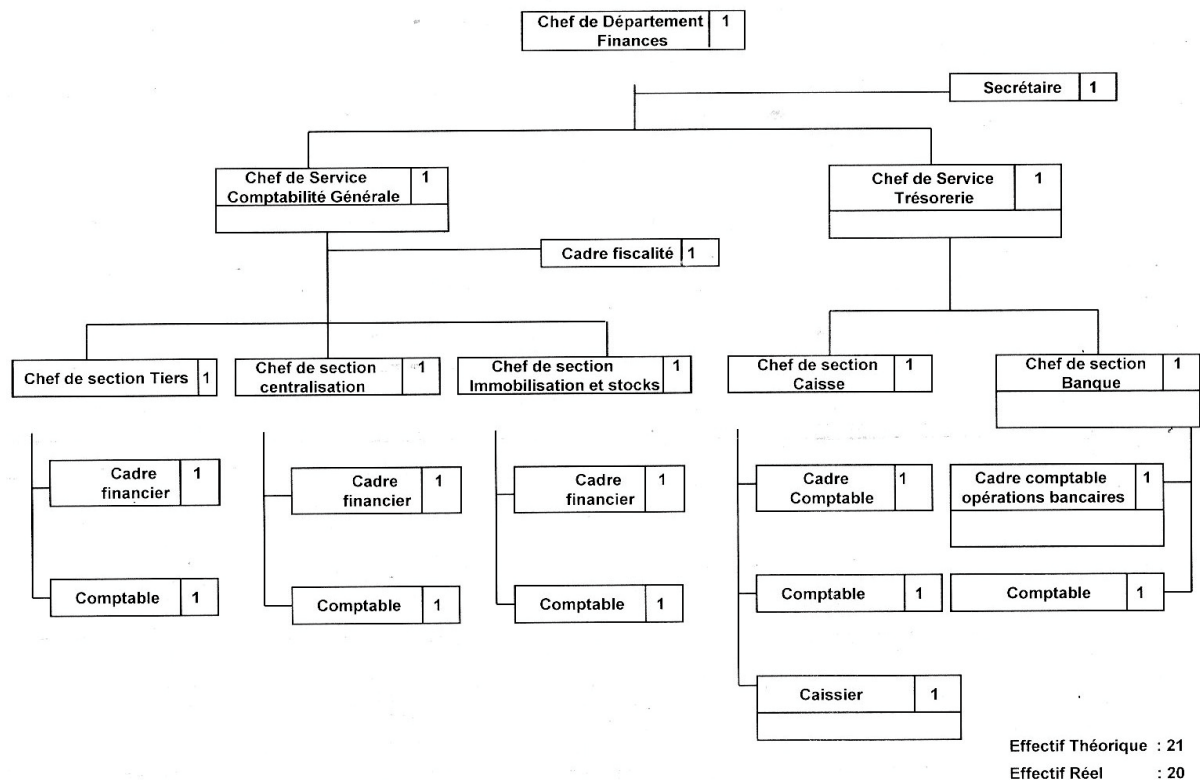 Chef de Département 1
Finances
Secrétaire 1
Chef de Service 1
Comptabilité Générale
Chef de Service 1
Trésorerie
Cadre fiscalité 1
Chef de section Tiers 1
Chef de section 1
centralisation
Chef de section 1
Immobilisation et stocks
Chef de section 1
Caisse
Chef de section 1
Banque
Cadre 1
financier
Cadre 1
financier
Cadre 1
financier
Cadre 1
Comptable
Cadre comptable 1
opérations bancaires
Comptable 1
Comptable 1
Comptable 1
Comptable 1
Comptable 1
Caissier 1
Effectif Théorique : 21
Effectif Réel : 20